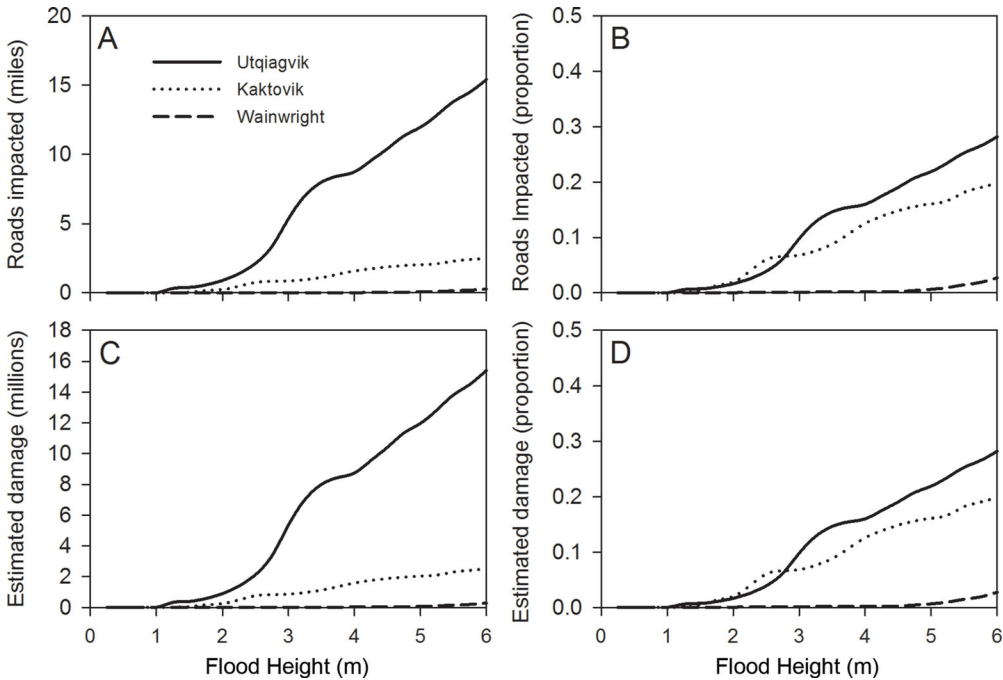 A
Roads impacted (miles)
20
15
10
5
0
Utqiagvik
Kaktovik
Wainwright
B
Roads Impacted (proportion)
0.5
0.4
0.3
0.2
0.1
0.0
C
Estimated damage (millions)
18
16
14
12
10
8
6
4
2
0
0 1 2 3 4 5 6
Flood Height (m)
D
Estimated damage (proportion)
0.5
0.4
0.3
0.2
0.1
0.0
0 1 2 3 4 5 6
Flood Height (m)